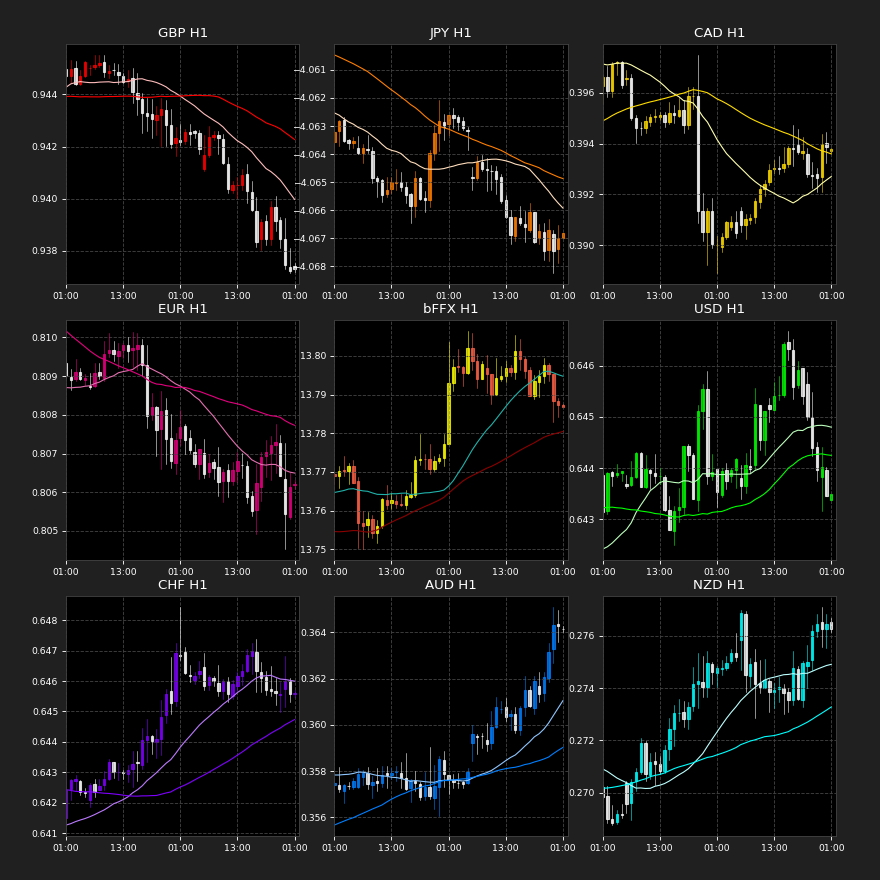 GBP H1
0.944
0.942
0.940
0.938
01:00 13:00 01:00 13:00 01:00
JPY H1
−4.061
−4.062
−4.063
−4.064
−4.065
−4.066
−4.067
−4.068
01:00 13:00 01:00 13:00 01:00
CAD H1
0.396
0.394
0.392
0.390
01:00 13:00 01:00 13:00 01:00
EUR H1
0.810
0.809
0.808
0.807
0.806
0.805
01:00 13:00 01:00 13:00 01:00
bFFX H1
13.80
13.79
13.78
13.77
13.76
13.75
01:00 13:00 01:00 13:00 01:00
USD H1
0.646
0.645
0.644
0.643
01:00 13:00 01:00 13:00 01:00
CHF H1
0.648
0.647
0.646
0.645
0.644
0.643
0.642
0.641
01:00 13:00 01:00 13:00 01:00
AUD H1
0.364
0.362
0.360
0.358
0.356
01:00 13:00 01:00 13:00 01:00
NZD H1
0.276
0.274
0.272
0.270
01:00 13:00 01:00 13:00 01:00